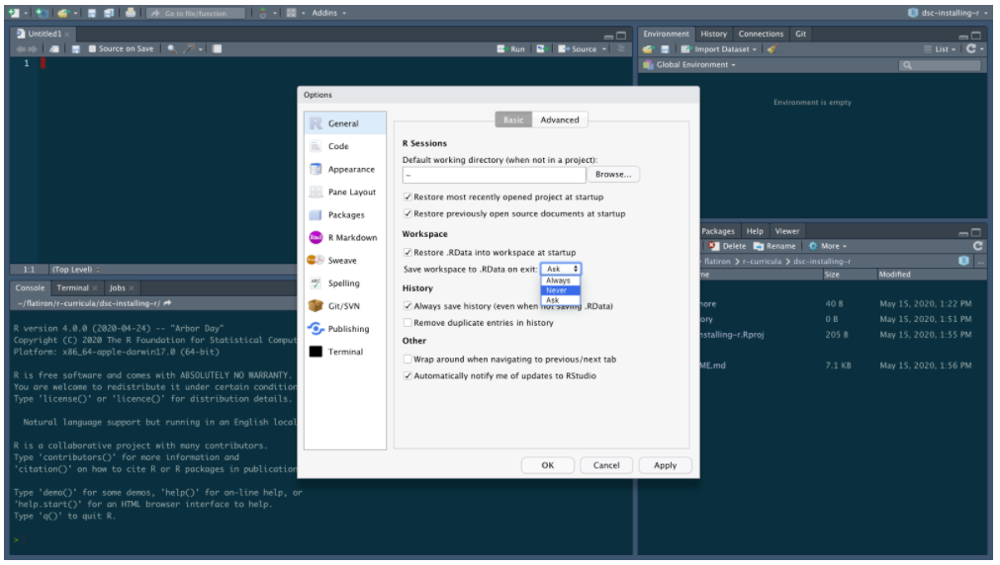 Go to file/function
Addins
dsc-installing-r
Untitled1
Source on Save
Run
Source
1
1:1 (Top Level)
Console Terminal Jobs
~/flatiron/r-curricula/dsc-installing-r/
R version 4.0.0 (2020-04-24) -- "Arbor Day"
Copyright (C) 2020 The R Foundation for Statistical Comput
Platform: x86_64-apple-darwin17.0 (64-bit)
R is free software and comes with ABSOLUTELY NO WARRANTY.
You are welcome to redistribute it under certain condition
Type 'license()' or 'licence()' for distribution details.
Natural language support but running in an English local
R is a collaborative project with many contributors.
Type 'contributors()' for more information and
'citation()' on how to cite R or R packages in publication
Type 'demo()' for some demos, 'help()' for on-line help, or
'help.start()' for an HTML browser interface to help.
Type 'q()' to quit R.
>
Options
General
Code
Appearance
Pane Layout
Packages
R Markdown
Sweave
Spelling
Git/SVN
Publishing
Terminal
Basic Advanced
R Sessions
Default working directory (when not in a project):
~ Browse...
Restore most recently opened project at startup
Restore previously open source documents at startup
Workspace
Restore .RData into workspace at startup
Save workspace to .RData on exit: Ask
Always
Never
Ask
History
Always save history (even when not saving .RData)
Remove duplicate entries in history
Other
Wrap around when navigating to previous/next tab
Automatically notify me of updates to RStudio
OK Cancel Apply
Environment History Connections Git
Import Dataset List
Global Environment
Environment is empty
Packages Help Viewer
Delete Rename More
flatiron r-curricula dsc-installing-r
me Size Modified
nore 40 B May 15, 2020, 1:22 PM
ory 0 B May 15, 2020, 1:51 PM
nstalling-r.Rproj 205 B May 15, 2020, 1:55 PM
ME.md 7.1 KB May 15, 2020, 1:56 PM